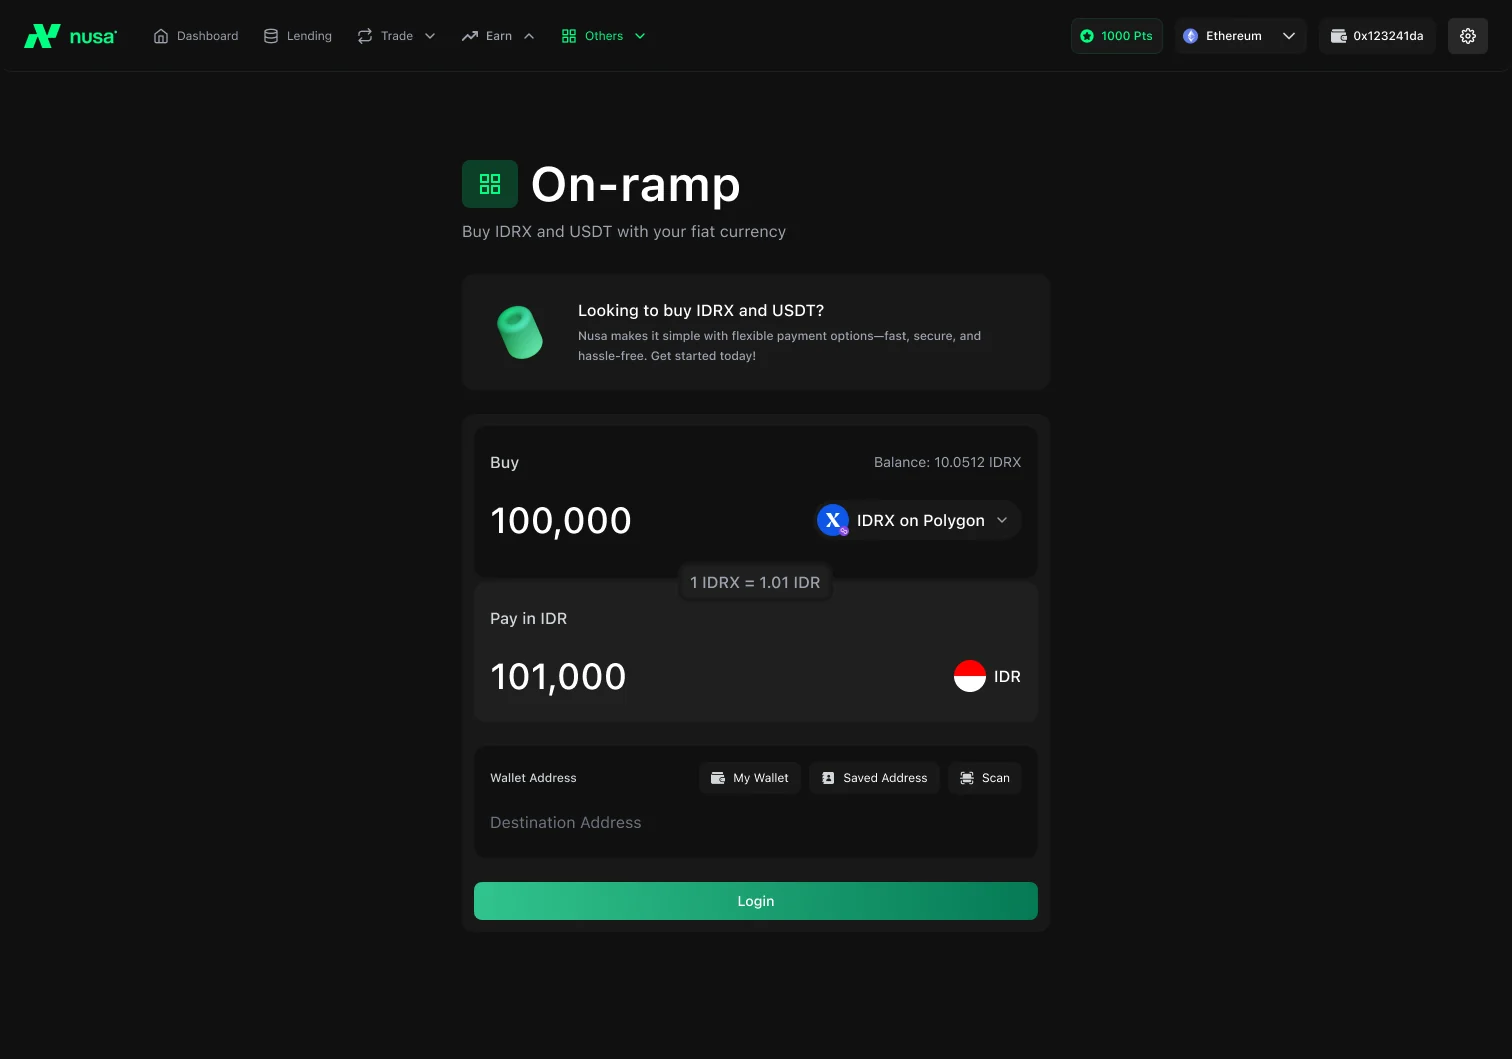 nusa
Dashboard
Lending
Trade
Earn
Others
1000 Pts
Ethereum
0x123241da
On-ramp
Buy IDRX and USDT with your fiat currency
Looking to buy IDRX and USDT?
Nusa makes it simple with flexible payment options—fast, secure, and
hassle-free. Get started today!
Buy
Balance: 10.0512 IDRX
100,000
X
IDRX on Polygon
1 IDRX = 1.01 IDR
Pay in IDR
101,000
IDR
Wallet Address
My Wallet
Saved Address
Scan
Destination Address
Login